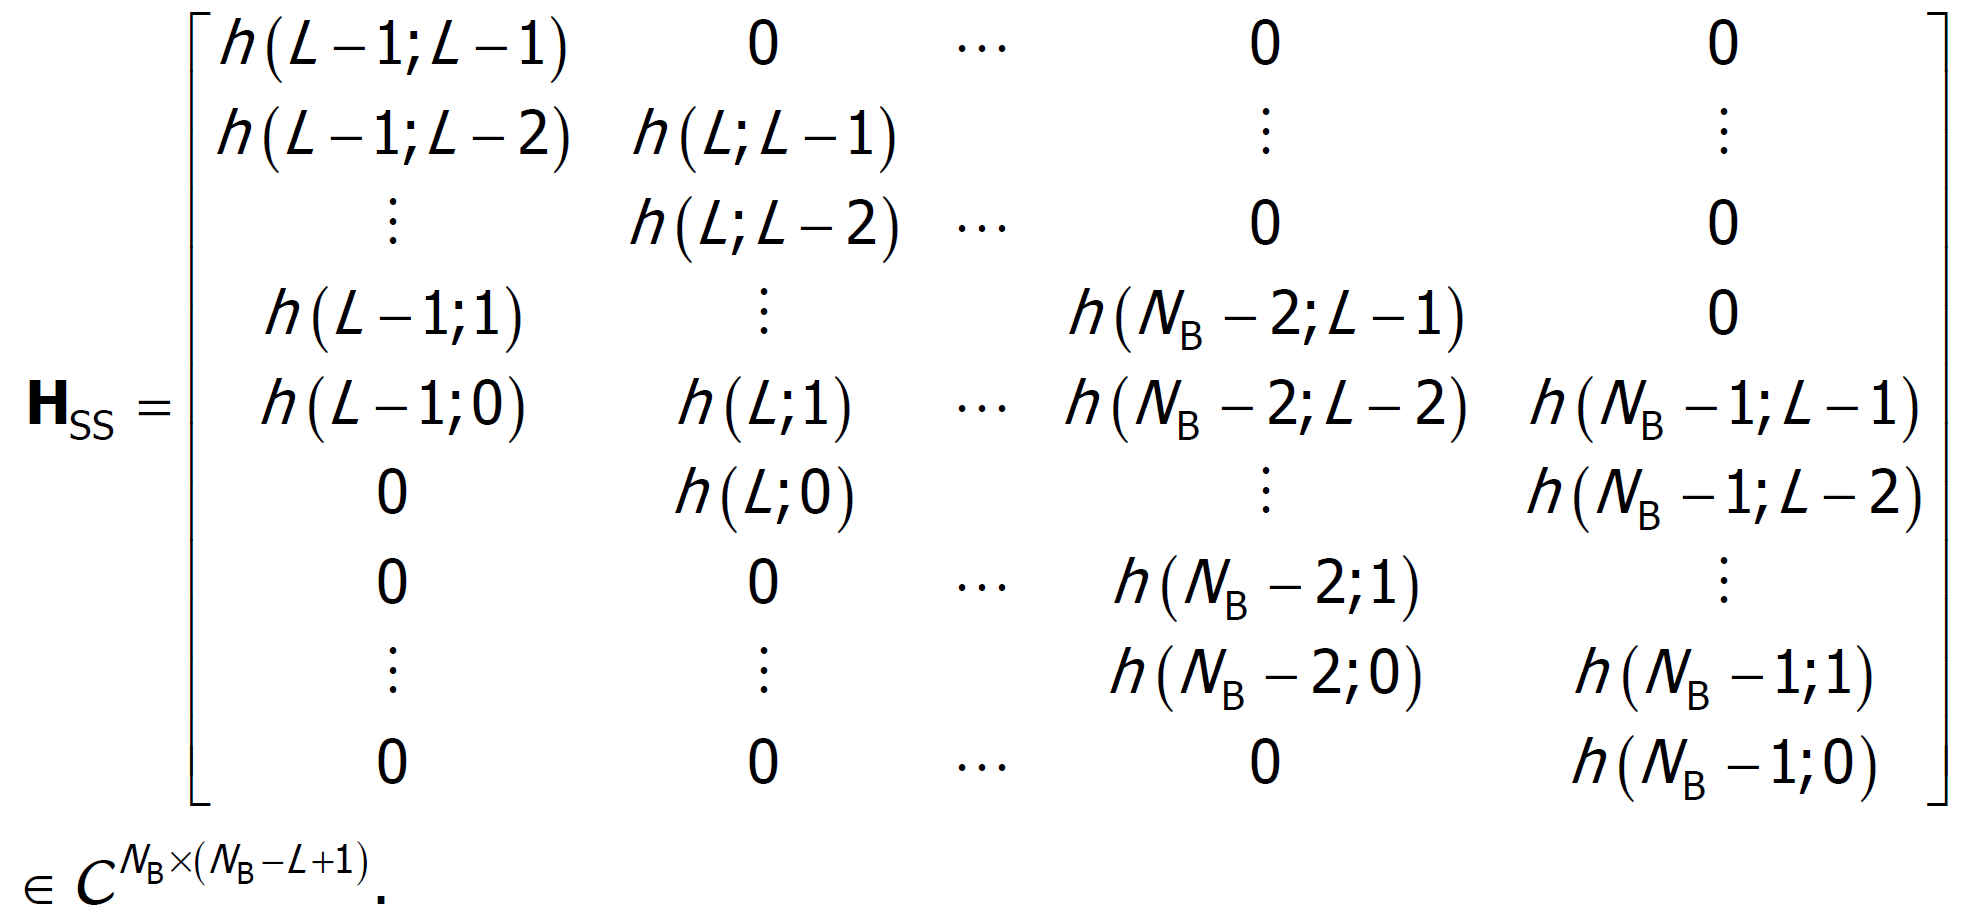 h(L−1;L−1) 0 ⋯ 0 0
h(L−1;L−2) h(L;L−1) ⋮ ⋮
⋮ h(L;L−2) ⋯ 0 0
h(L−1;1) ⋮ h(N_B−2;L−1) 0
H_SS = h(L−1;0) h(L;1) ⋯ h(N_B−2;L−2) h(N_B−1;L−1)
0 h(L;0) ⋮ h(N_B−1;L−2)
0 0 ⋯ h(N_B−2;1) ⋮
⋮ ⋮ h(N_B−2;0) h(N_B−1;1)
0 0 ⋯ 0 h(N_B−1;0)
∈ C^{N_B×(N_B−L+1)}.